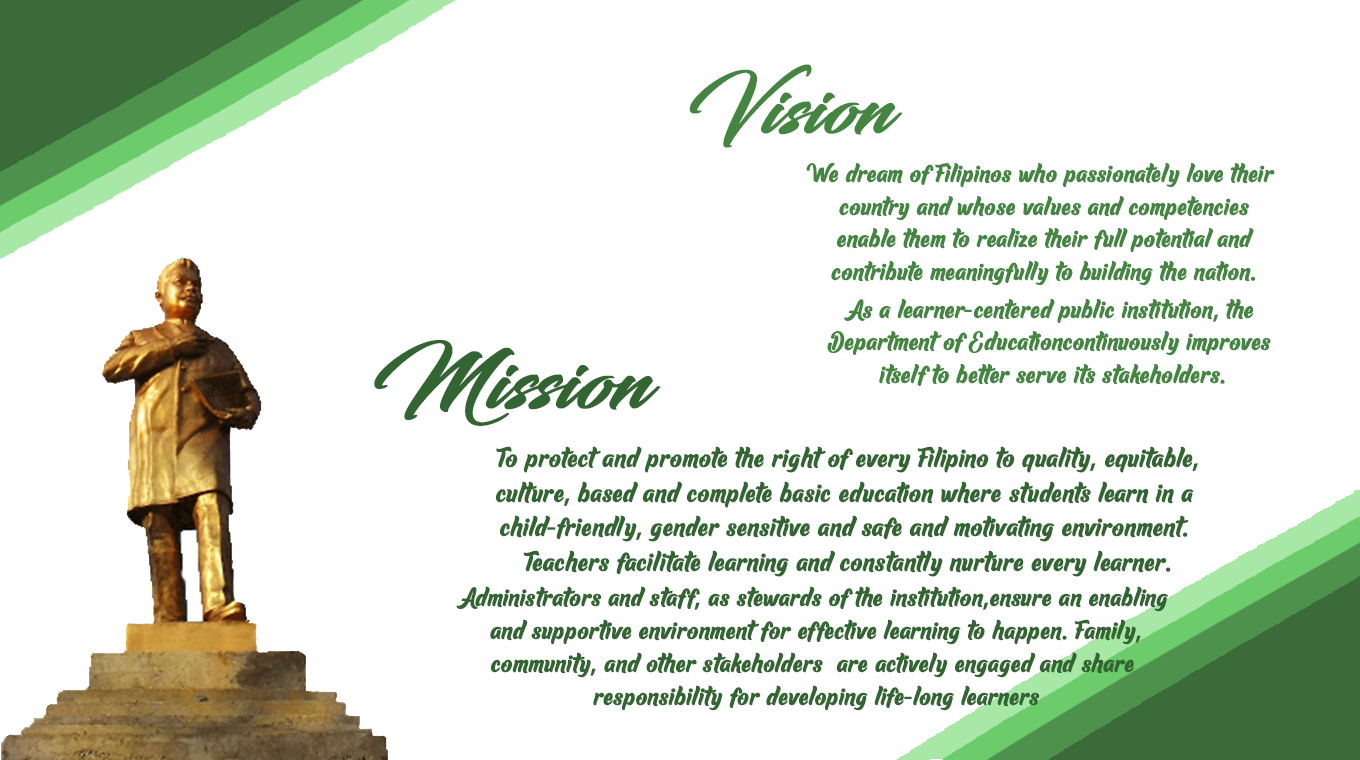 Vision
We dream of Filipinos who passionately love their
country and whose values and competencies
enable them to realize their full potential and
contribute meaningfully to building the nation.
As a learner-centered public institution, the
Department of Educationcontinuously improves
itself to better serve its stakeholders.
Mission
To protect and promote the right of every Filipino to quality, equitable,
culture, based and complete basic education where students learn in a
child-friendly, gender sensitive and safe and motivating environment.
Teachers facilitate learning and constantly nurture every learner.
Administrators and staff, as stewards of the institution,ensure an enabling
and supportive environment for effective learning to happen. Family,
community, and other stakeholders are actively engaged and share
responsibility for developing life-long learners